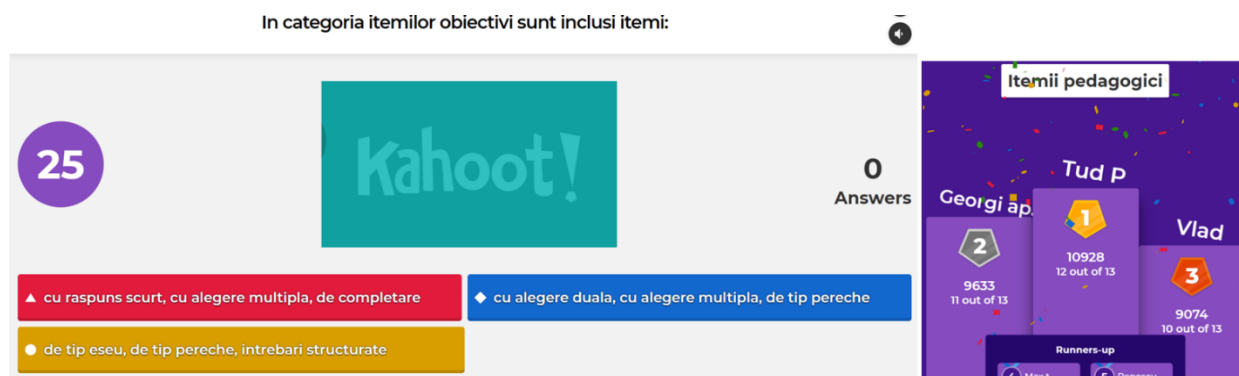 In categoria itemilor obiectivi sunt inclusi itemi:
25
Kahoot!
0
Answers
cu raspuns scurt, cu alegere multipla, de completare
cu alegere duala, cu alegere multipla, de tip pereche
de tip eseu, de tip pereche, intrebari structurate
Itemii pedagogici
Tud P
1
10928
12 out of 13
Georgi ap.
2
9633
11 out of 13
Vlad
3
9074
10 out of 13
Runners-up